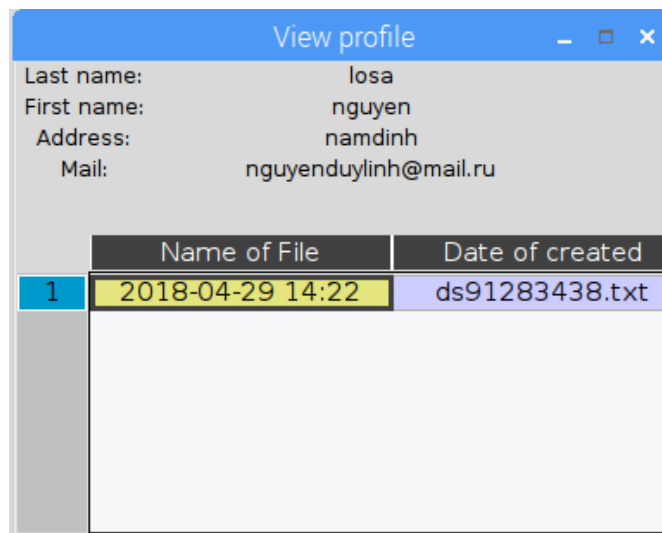 View profile
Last name: losa
First name: nguyen
Address: namdinh
Mail: nguyenduylinh@mail.ru
Name of File Date of created
1 2018-04-29 14:22 ds91283438.txt